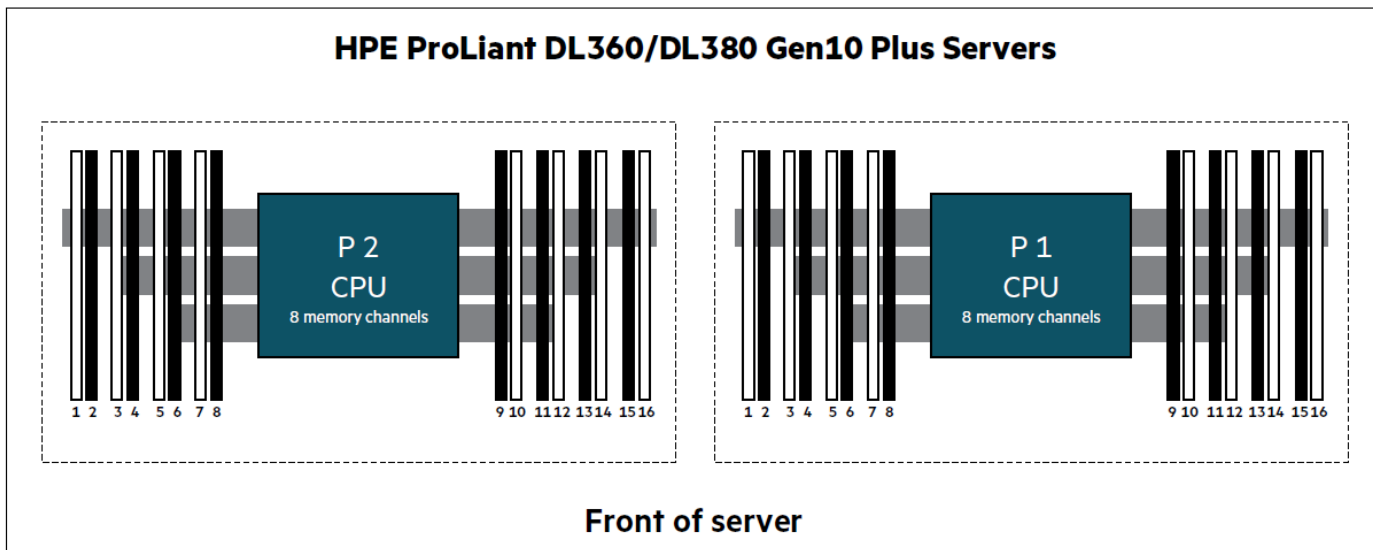 HPE ProLiant DL360/DL380 Gen10 Plus Servers
P 2
CPU
8 memory channels
1 2 3 4 5 6 7 8 9 10 11 12 13 14 15 16
P 1
CPU
8 memory channels
1 2 3 4 5 6 7 8 9 10 11 12 13 14 15 16
Front of server